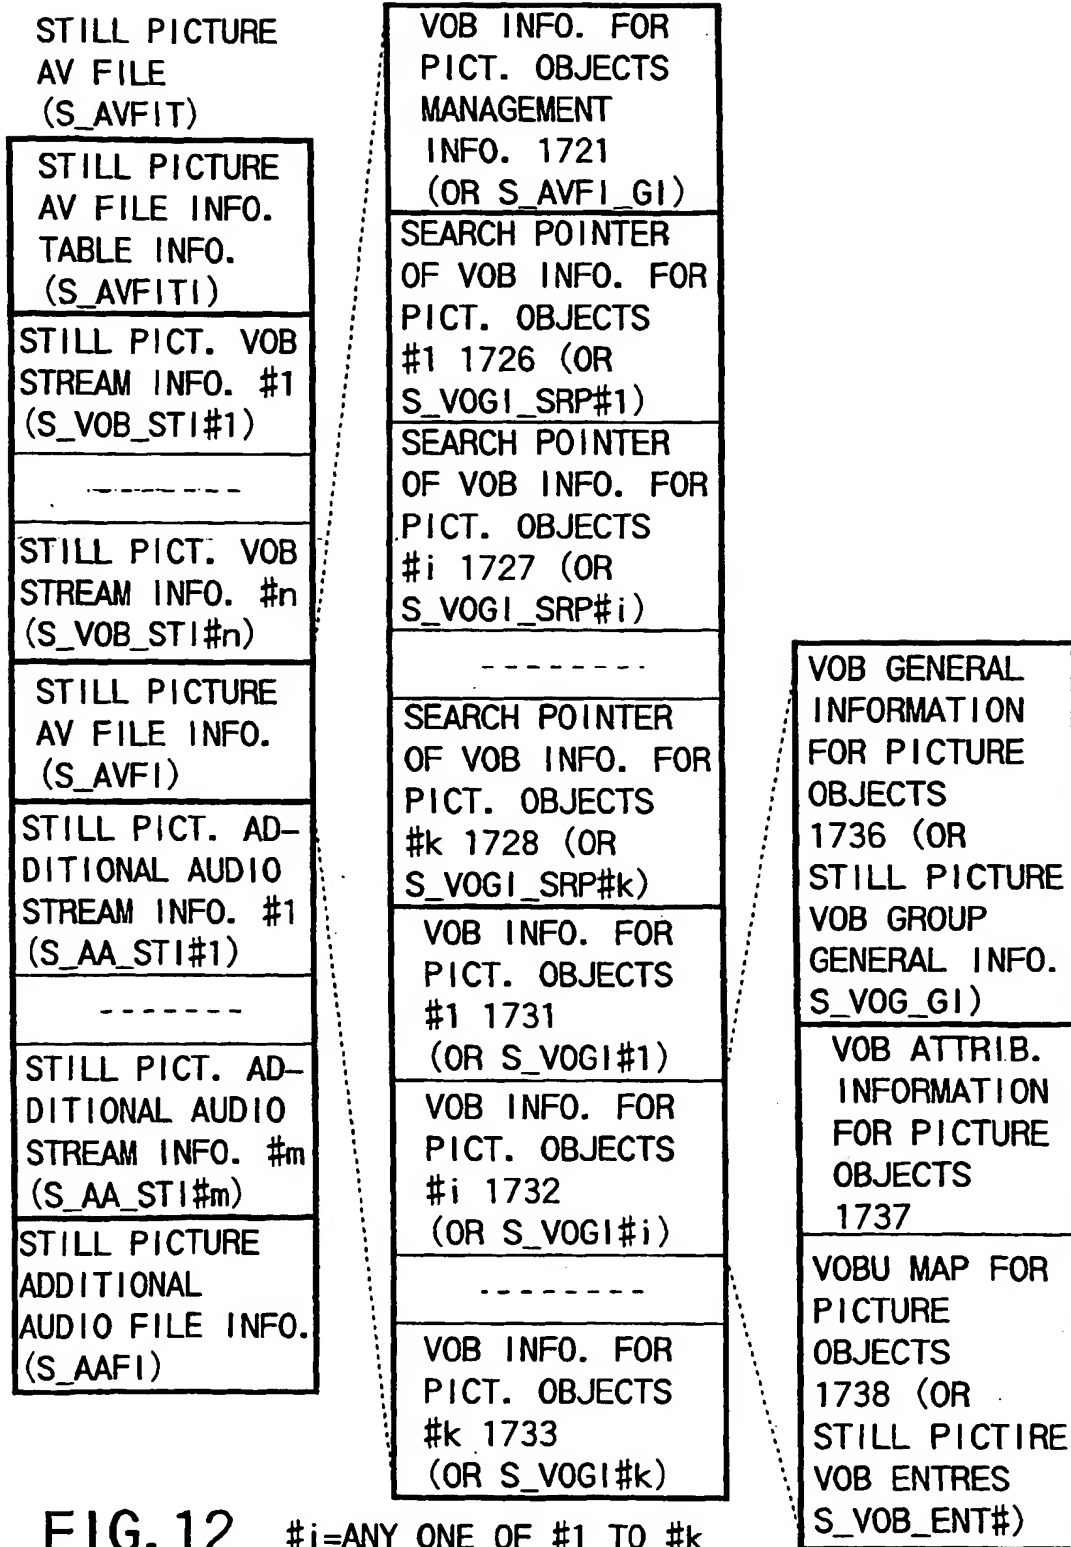 STILL PICTURE
AV FILE
(S_AVFIT)
STILL PICTURE
AV FILE INFO.
TABLE INFO.
(S_AVFITI)
STILL PICT. VOB
STREAM INFO. #1
(S_VOB_STI#1)
STILL PICT. VOB
STREAM INFO. #n
(S_VOB_STI#n)
STILL PICTURE
AV FILE INFO.
(S_AVFI)
STILL PICT. AD-
DITIONAL AUDIO
STREAM INFO. #1
(S_AA_STI#1)
STILL PICT. AD-
DITIONAL AUDIO
STREAM INFO. #m
(S_AA_STI#m)
STILL PICTURE
ADDITIONAL
AUDIO FILE INFO.
(S_AAFI)
VOB INFO. FOR
PICT. OBJECTS
MANAGEMENT
INFO. 1721
(OR S_AVFI_GI)
SEARCH POINTER
OF VOB INFO. FOR
PICT. OBJECTS
#1 1726 (OR
S_VOGI_SRP#1)
SEARCH POINTER
OF VOB INFO. FOR
PICT. OBJECTS
#i 1727 (OR
S_VOGI_SRP#i)
SEARCH POINTER
OF VOB INFO. FOR
PICT. OBJECTS
#k 1728 (OR
S_VOGI_SRP#k)
VOB INFO. FOR
PICT. OBJECTS
#1 1731
(OR S_VOGI#1)
VOB INFO. FOR
PICT. OBJECTS
#i 1732
(OR S_VOGI#i)
VOB INFO. FOR
PICT. OBJECTS
#k 1733
(OR S_VOGI#k)
VOB GENERAL
INFORMATION
FOR PICTURE
OBJECTS
1736 (OR
STILL PICTURE
VOB GROUP
GENERAL INFO.
S_VOG_GI)
VOB ATTRIB.
INFORMATION
FOR PICTURE
OBJECTS
1737
VOBU MAP FOR
PICTURE
OBJECTS
1738 (OR
STILL PICTIRE
VOB ENTRES
S_VOB_ENT#)
FIG. 12 #i=ANY ONE OF #1 TO #k